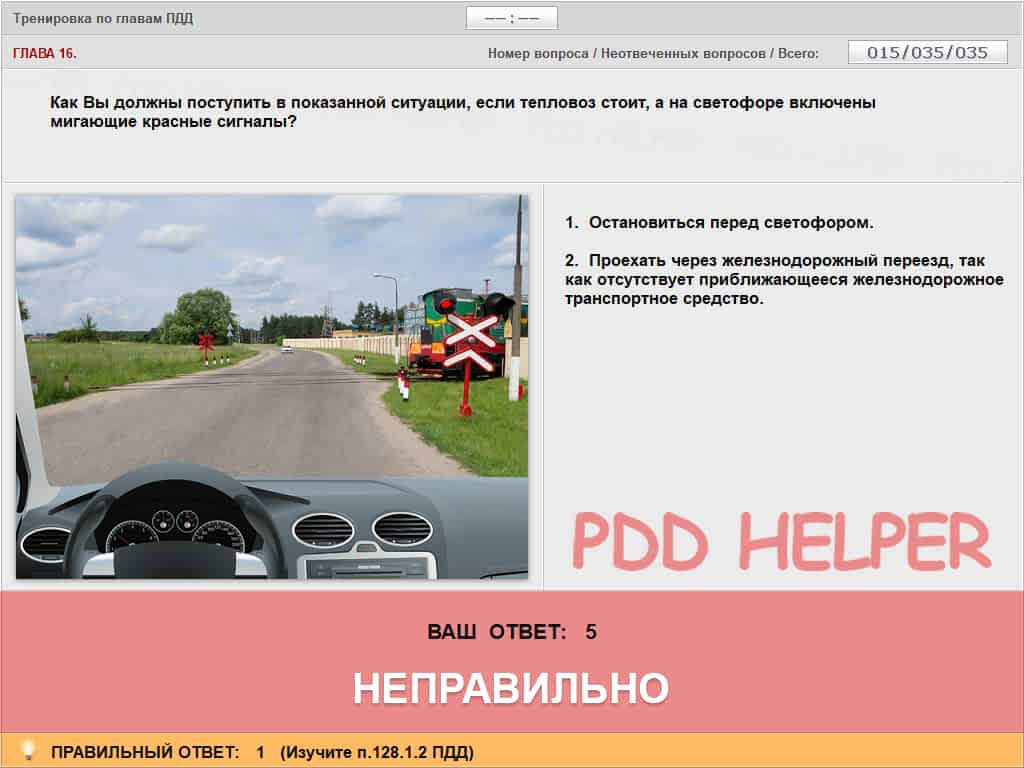 Тренировка по главам ПДД
—— : ——
ГЛАВА 16.
Номер вопроса / Неотвеченных вопросов / Всего:
015/035/035
Как Вы должны поступить в показанной ситуации, если тепловоз стоит, а на светофоре включены
мигающие красные сигналы?
1. Остановиться перед светофором.
2. Проехать через железнодорожный переезд, так
как отсутствует приближающееся железнодорожное
транспортное средство.
PDD HELPER
ВАШ ОТВЕТ: 5
НЕПРАВИЛЬНО
ПРАВИЛЬНЫЙ ОТВЕТ: 1 (Изучите п.128.1.2 ПДД)